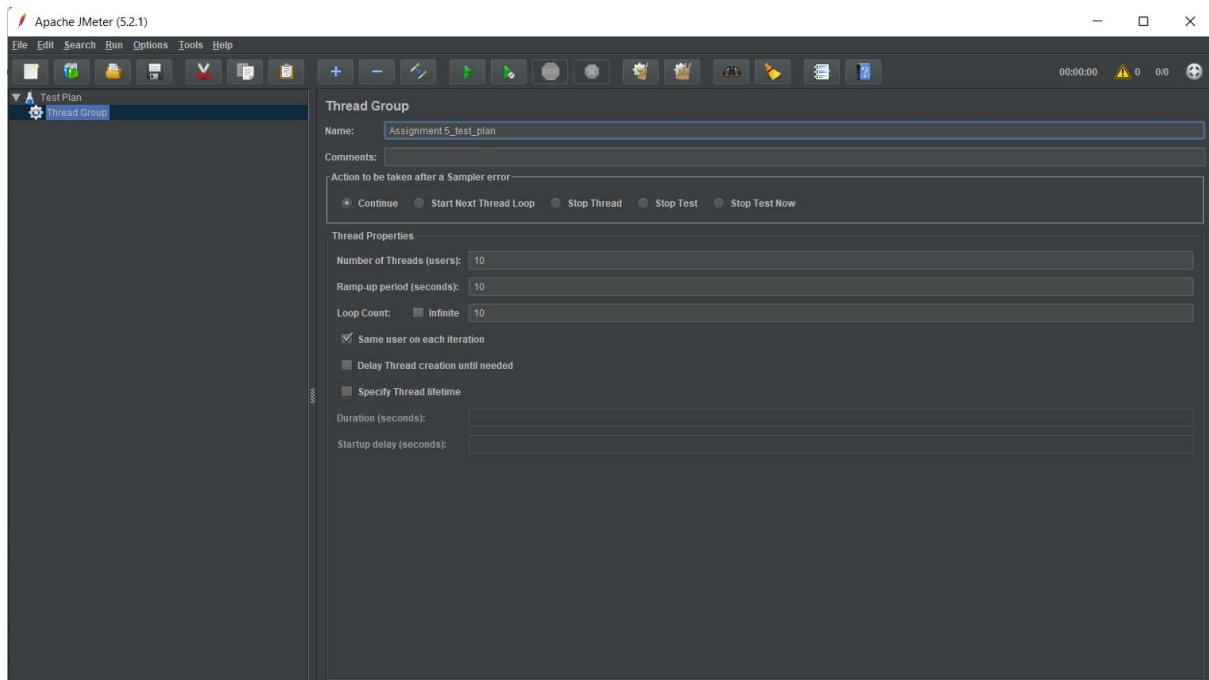 Apache JMeter (5.2.1)
File Edit Search Run Options Tools Help
00:00:00 0 0/0
Test Plan
Thread Group
Thread Group
Name: Assignment 5_test_plan
Comments:
Action to be taken after a Sampler error
Continue Start Next Thread Loop Stop Thread Stop Test Stop Test Now
Thread Properties
Number of Threads (users): 10
Ramp-up period (seconds): 10
Loop Count: Infinite 10
Same user on each iteration
Delay Thread creation until needed
Specify Thread lifetime
Duration (seconds):
Startup delay (seconds):